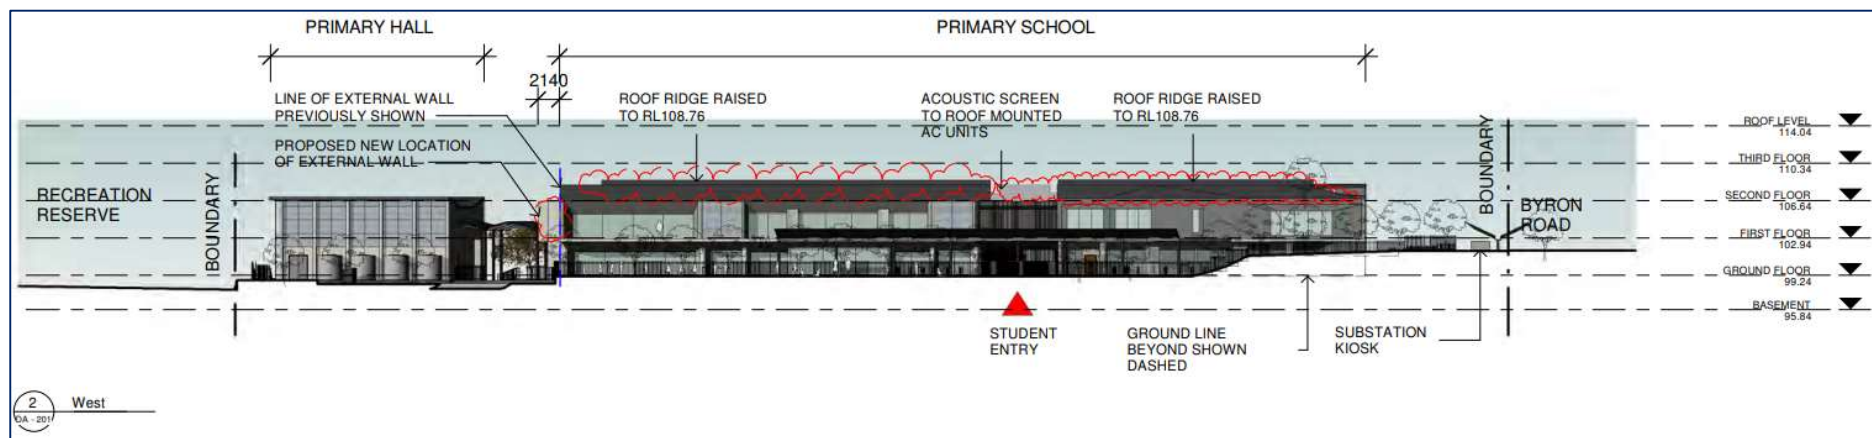 PRIMARY HALL
PRIMARY SCHOOL
2140
LINE OF EXTERNAL WALL
PREVIOUSLY SHOWN
ROOF RIDGE RAISED
TO RL108.76
ACOUSTIC SCREEN
TO ROOF MOUNTED
AC UNITS
ROOF RIDGE RAISED
TO RL108.76
PROPOSED NEW LOCATION
OF EXTERNAL WALL
RECREATION
RESERVE
BOUNDARY
BOUNDARY
BYRON
ROAD
ROOF LEVEL
114.04
THIRD FLOOR
110.34
SECOND FLOOR
106.64
FIRST FLOOR
102.94
GROUND FLOOR
99.24
BASEMENT
95.84
STUDENT
ENTRY
GROUND LINE
BEYOND SHOWN
DASHED
SUBSTATION
KIOSK
2
DA - 201
West